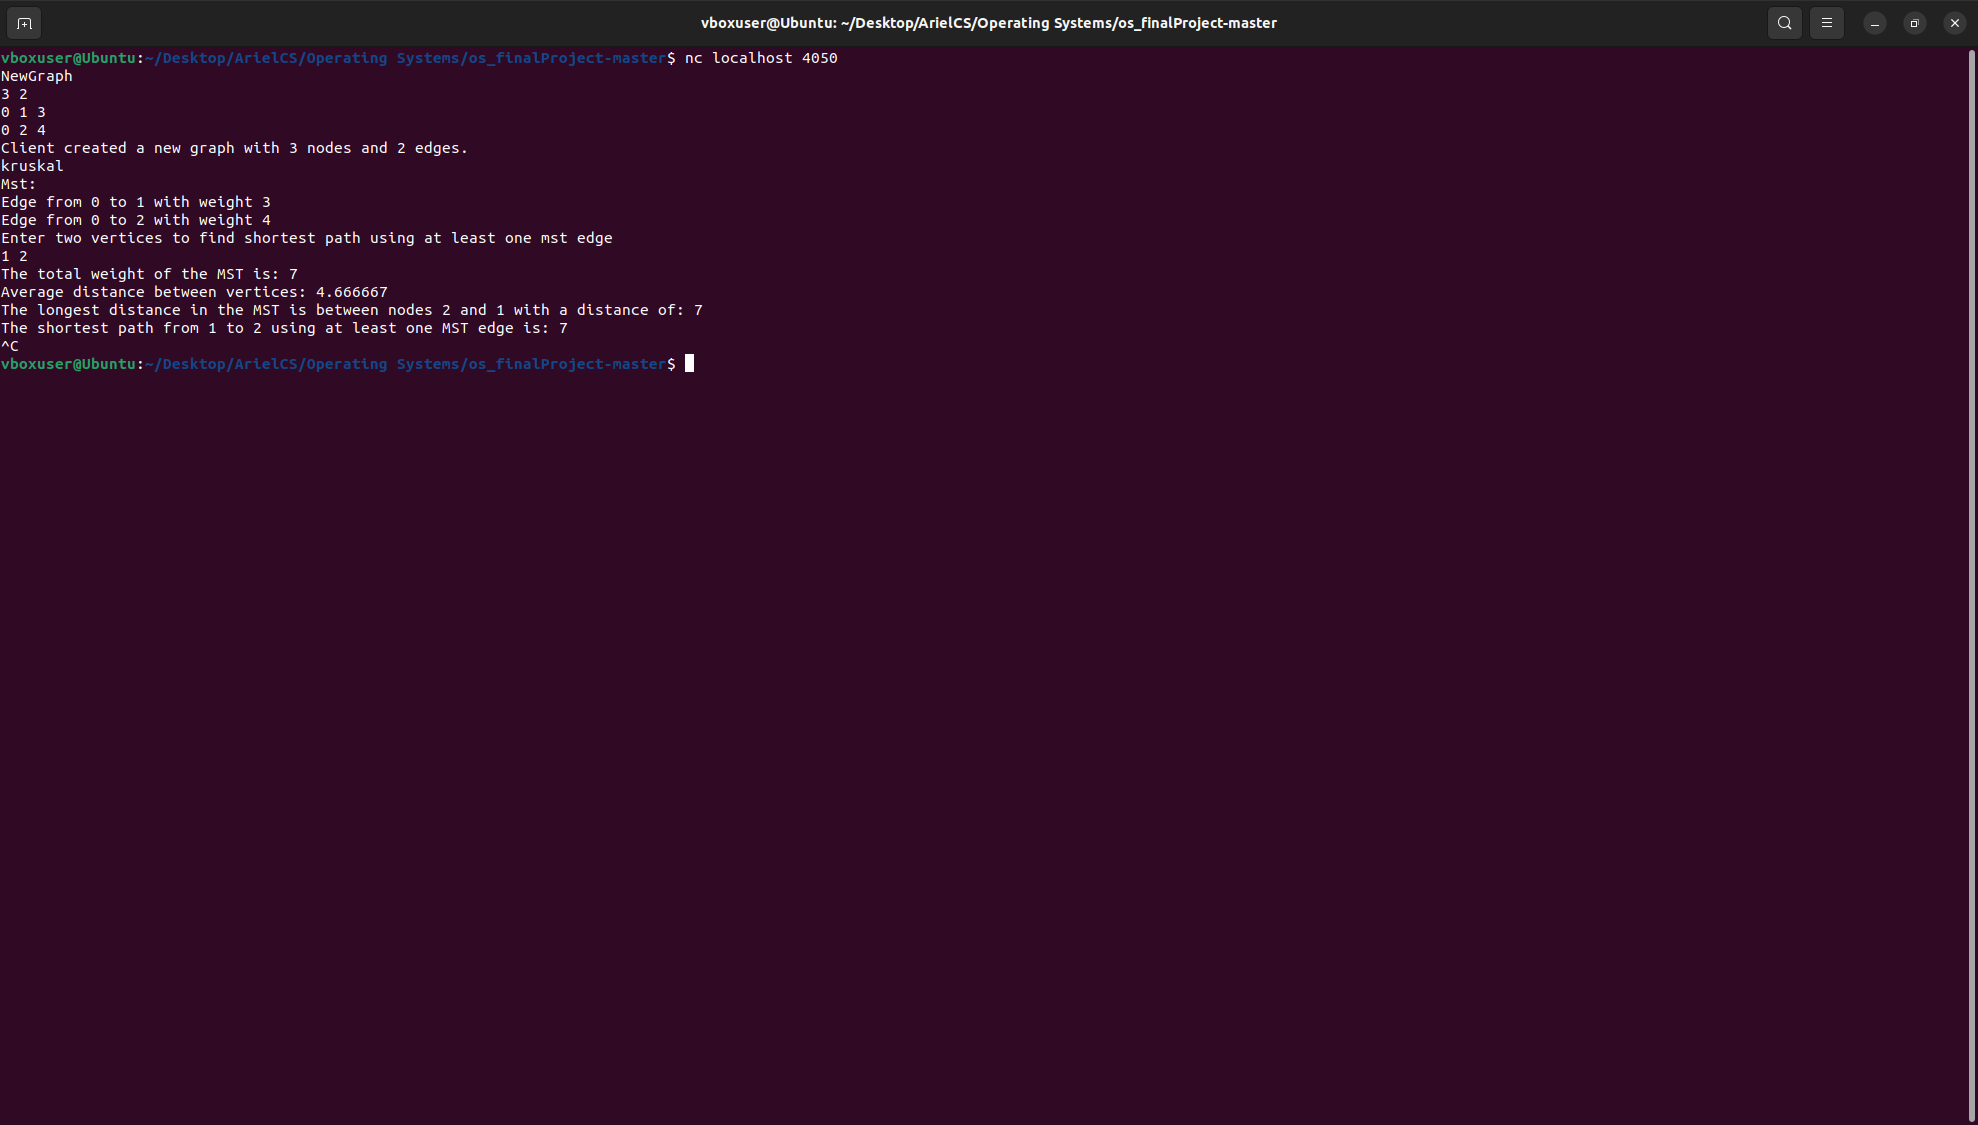 vboxuser@Ubuntu: ~/Desktop/ArielCS/Operating Systems/os_finalProject-master
vboxuser@Ubuntu:~/Desktop/ArielCS/Operating Systems/os_finalProject-master$ nc localhost 4050
NewGraph
3 2
0 1 3
0 2 4
Client created a new graph with 3 nodes and 2 edges.
kruskal
Mst:
Edge from 0 to 1 with weight 3
Edge from 0 to 2 with weight 4
Enter two vertices to find shortest path using at least one mst edge
1 2
The total weight of the MST is: 7
Average distance between vertices: 4.666667
The longest distance in the MST is between nodes 2 and 1 with a distance of: 7
The shortest path from 1 to 2 using at least one MST edge is: 7
^C
vboxuser@Ubuntu:~/Desktop/ArielCS/Operating Systems/os_finalProject-master$